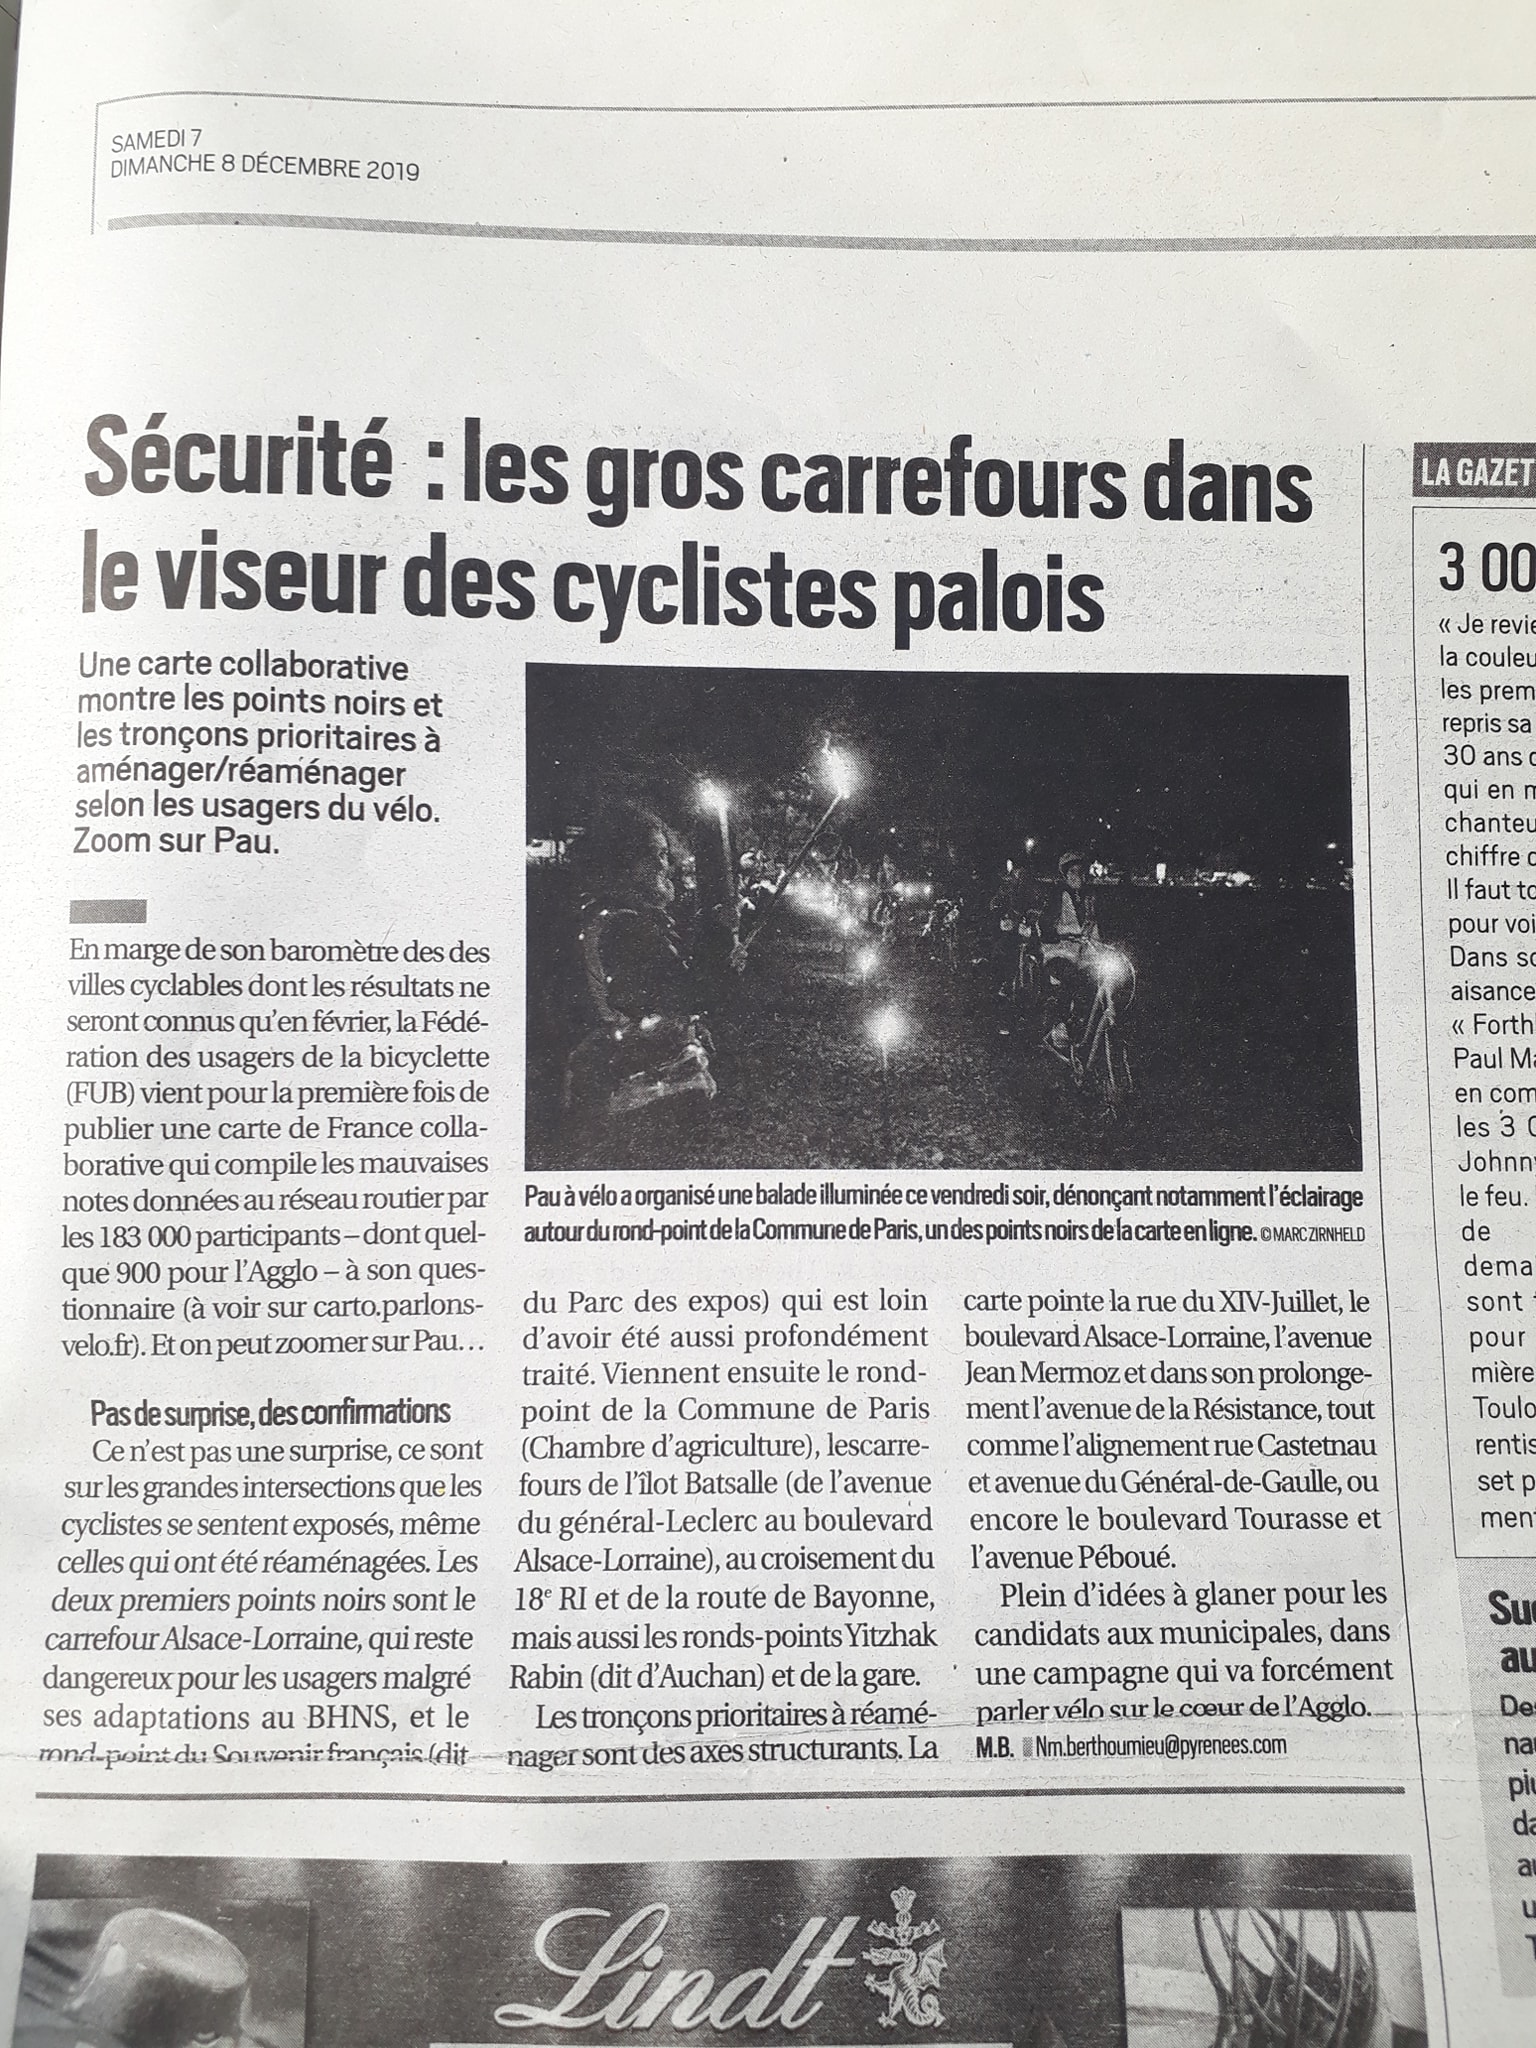 SAMEDI 7
DIMANCHE 8 DÉCEMBRE 2019
Sécurité : les gros carrefours dans
le viseur des cyclistes palois
Une carte collaborative
montre les points noirs et
les tronçons prioritaires à
aménager/réaménager
selon les usagers du vélo.
Zoom sur Pau.
En marge de son baromètre des des
villes cyclables dont les résultats ne
seront connus qu'en février, la Fédé-
ration des usagers de la bicyclette
(FUB) vient pour la première fois de
publier une carte de France colla-
borative qui compile les mauvaises
notes données au réseau routier par
les 183 000 participants – dont quel-
que 900 pour l'Agglo – à son ques-
tionnaire (à voir sur carto.parlons-
velo.fr). Et on peut zoomer sur Pau…
Pas de surprise, des confirmations
Ce n'est pas une surprise, ce sont
sur les grandes intersections que les
cyclistes se sentent exposés, même
celles qui ont été réaménagées. Les
deux premiers points noirs sont le
carrefour Alsace-Lorraine, qui reste
dangereux pour les usagers malgré
ses adaptations au BHNS, et le
rond-point du Souvenir français (dit
Pau à vélo a organisé une balade illuminée ce vendredi soir, dénonçant notamment l'éclairage
autour du rond-point de la Commune de Paris, un des points noirs de la carte en ligne. © MARC ZIRNHELD
du Parc des expos) qui est loin
d'avoir été aussi profondément
traité. Viennent ensuite le rond-
point de la Commune de Paris
(Chambre d'agriculture), lescarre-
fours de l'îlot Batsalle (de l'avenue
du général-Leclerc au boulevard
Alsace-Lorraine), au croisement du
18e RI et de la route de Bayonne,
mais aussi les ronds-points Yitzhak
Rabin (dit d'Auchan) et de la gare.
Les tronçons prioritaires à réamé-
nager sont des axes structurants. La
carte pointe la rue du XIV-Juillet, le
boulevard Alsace-Lorraine, l'avenue
Jean Mermoz et dans son prolonge-
ment l'avenue de la Résistance, tout
comme l'alignement rue Castetnau
et avenue du Général-de-Gaulle, ou
encore le boulevard Tourasse et
l'avenue Péboué.
Plein d'idées à glaner pour les
candidats aux municipales, dans
une campagne qui va forcément
parler vélo sur le cœur de l'Agglo.
M.B. Nm.berthoumieu@pyrenees.com
LA GAZET
3 00
« Je revie
la couleu
les prem
repris sa
30 ans d
qui en m
chanteu
chiffre d
Il faut to
pour voi
Dans so
aisance
« Forth
Paul Ma
en com
les 3 0
Johnny
le feu.
de
dema
sont
pour
mière
Toulo
rentis
set p
men
Su
au
De
na
piu
da
au
Lindt